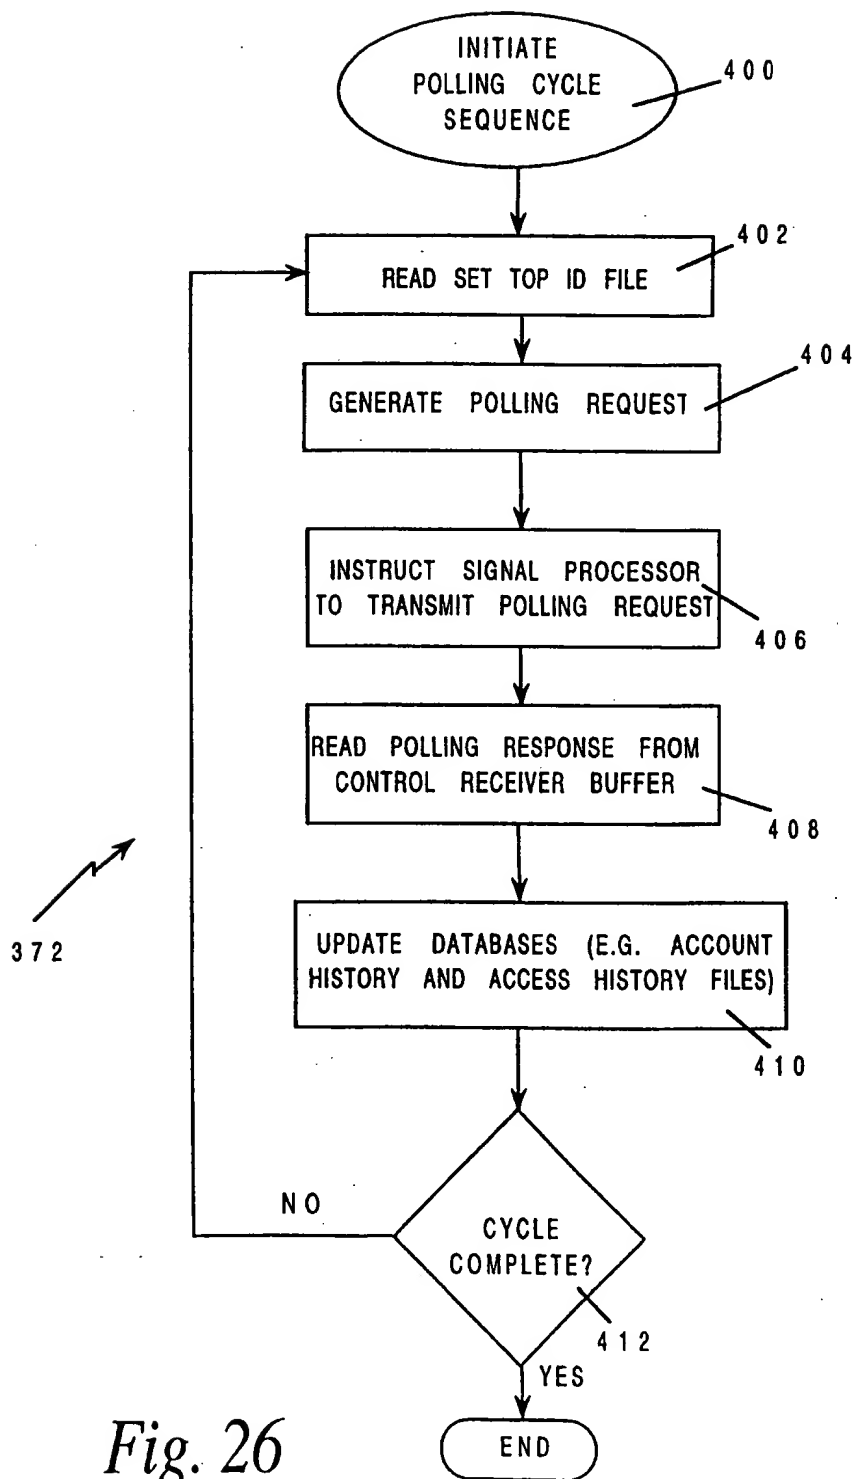 INITIATE
POLLING CYCLE
SEQUENCE
400
402
READ SET TOP ID FILE
404
GENERATE POLLING REQUEST
INSTRUCT SIGNAL PROCESSOR
TO TRANSMIT POLLING REQUEST
406
READ POLLING RESPONSE FROM
CONTROL RECEIVER BUFFER
408
372
UPDATE DATABASES (E.G. ACCOUNT
HISTORY AND ACCESS HISTORY FILES)
410
NO
CYCLE
COMPLETE?
412
YES
END
Fig. 26